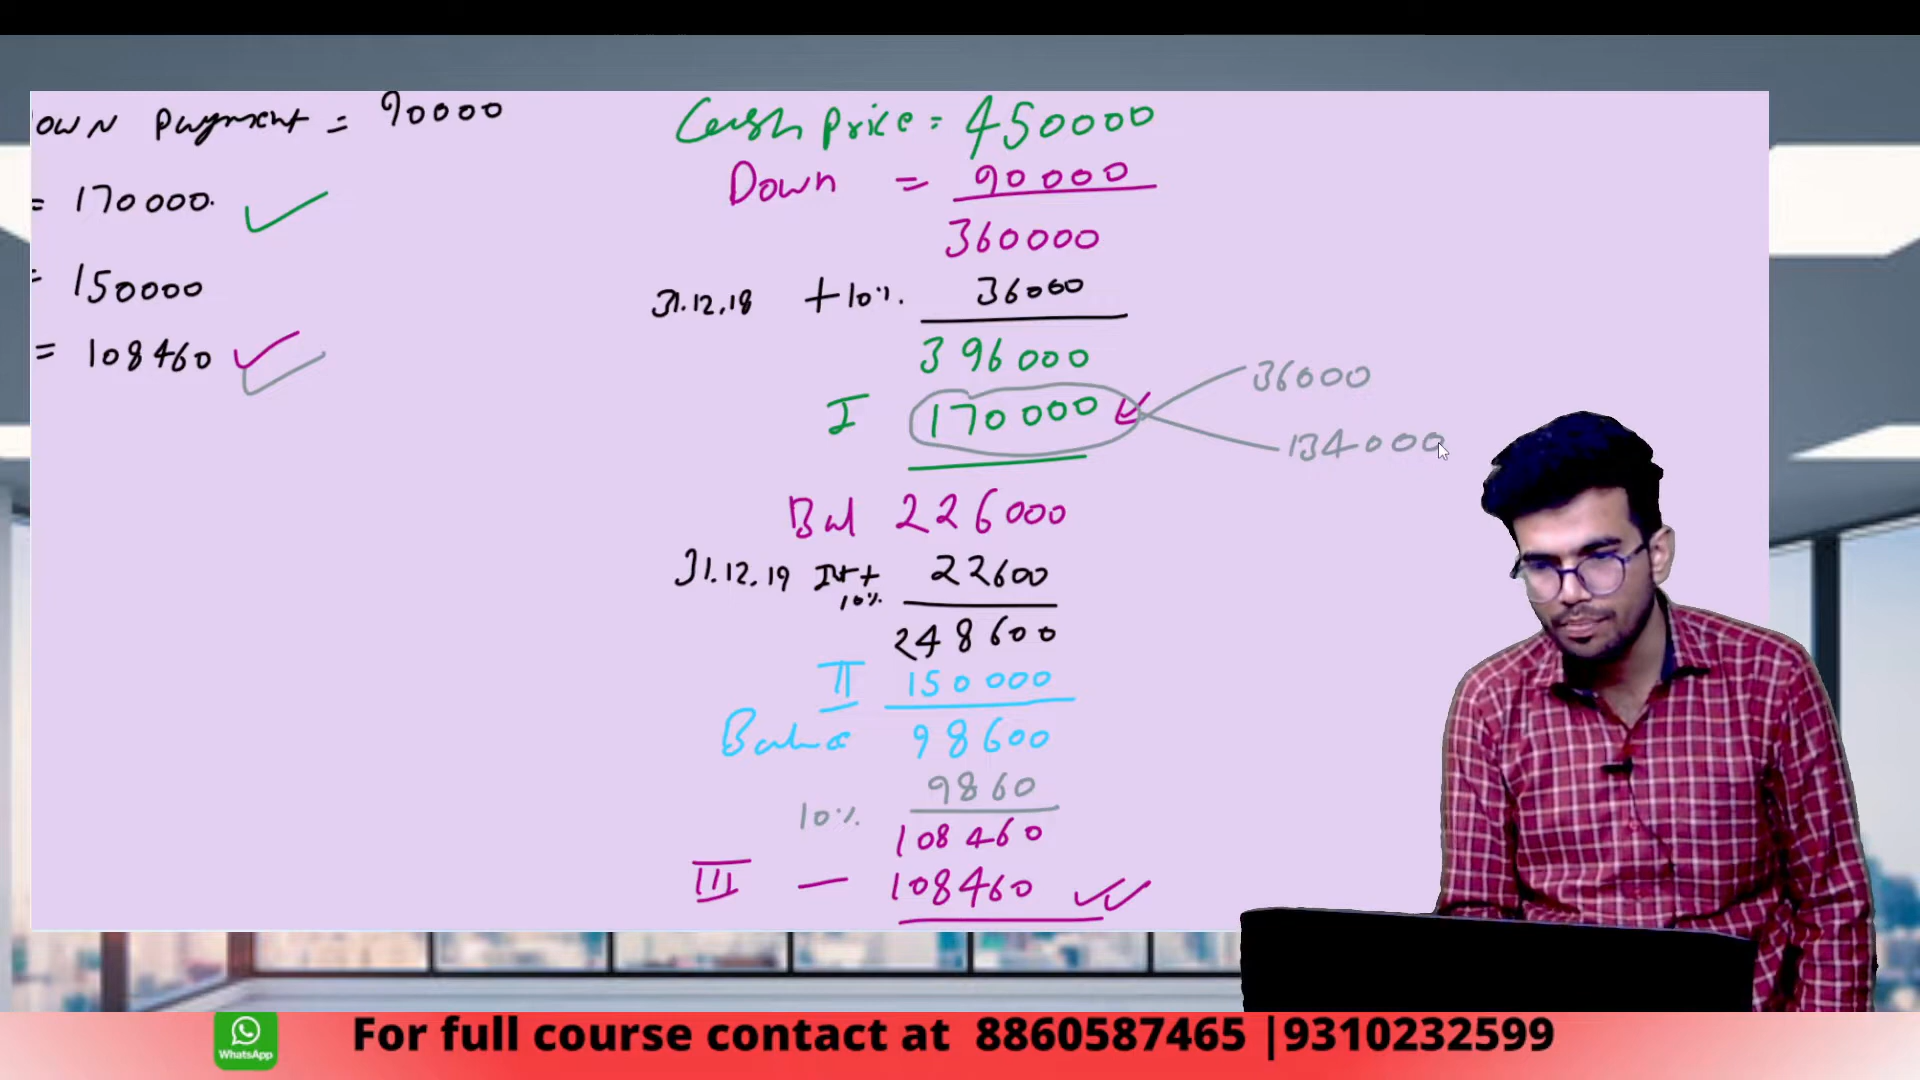 OWN Payment = 90000
= 170000.
= 150000
= 108460
Cash Price = 450000
Down = 90000
360000
31.12.18 + 10%. 36000
396000
I 170000
36000
134000
Bal 226000
31.12.19 Int + 22600
10%
248600
II 150000
Balnce 98600
10%. 9860
108460
III — 108460
WhatsApp
For full course contact at 8860587465 | 9310232599